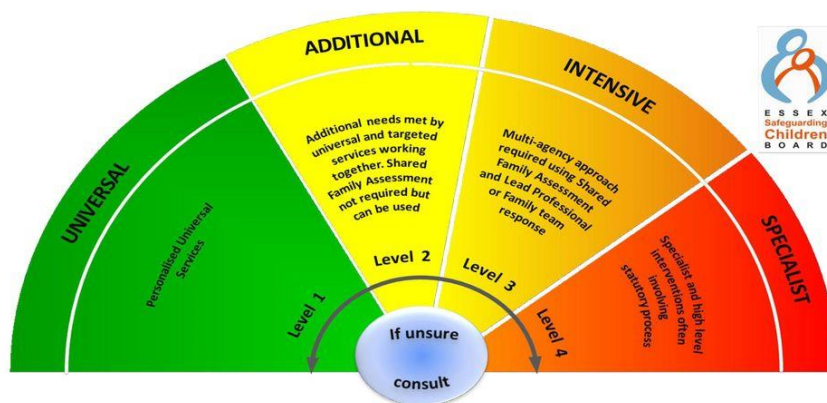 UNIVERSAL
Personalised Universal
Services
Level 1
ADDITIONAL
Additional needs met by
universal and targeted
services working
together. Shared
Family Assessment
not required but
can be used
Level 2
INTENSIVE
Multi-agency approach
required using Shared
Family Assessment
and Lead Professional
or Family team
response
Level 3
SPECIALIST
Specialist and high level
interventions often
involving
statutory process
Level 4
If unsure
consult
ESSEX
Safeguarding
Children
BOARD